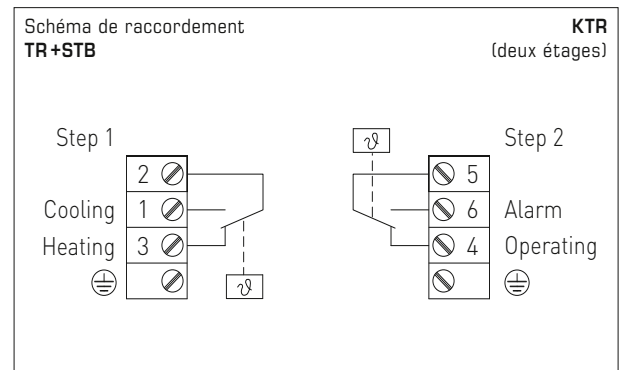 Schéma de raccordement
TR+STB
KTR
(deux étages)
Step 1
2
Cooling 1
Heating 3
ϑ
ϑ
Step 2
5
6 Alarm
4 Operating